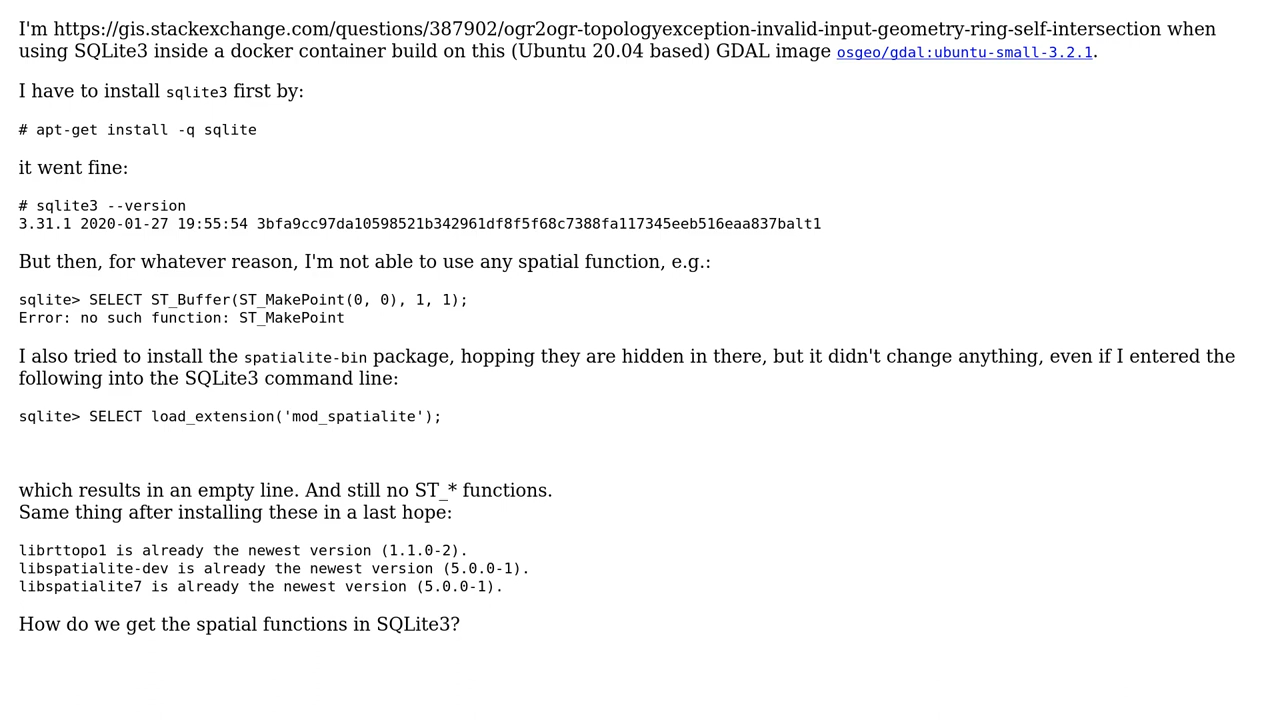 I'm https://gis.stackexchange.com/questions/387902/ogr2ogr-topologyexception-invalid-input-geometry-ring-self-intersection when
using SQLite3 inside a docker container build on this (Ubuntu 20.04 based) GDAL image osgeo/gdal:ubuntu-small-3.2.1.
I have to install sqlite3 first by:
# apt-get install -q sqlite
it went fine:
# sqlite3 --version
3.31.1 2020-01-27 19:55:54 3bfa9cc97da10598521b342961df8f5f68c7388fa117345eeb516eaa837balt1
But then, for whatever reason, I'm not able to use any spatial function, e.g.:
sqlite> SELECT ST_Buffer(ST_MakePoint(0, 0), 1, 1);
Error: no such function: ST_MakePoint
I also tried to install the spatialite-bin package, hopping they are hidden in there, but it didn't change anything, even if I entered the
following into the SQLite3 command line:
sqlite> SELECT load_extension('mod_spatialite');
which results in an empty line. And still no ST_* functions.
Same thing after installing these in a last hope:
librttopo1 is already the newest version (1.1.0-2).
libspatialite-dev is already the newest version (5.0.0-1).
libspatialite7 is already the newest version (5.0.0-1).
How do we get the spatial functions in SQLite3?